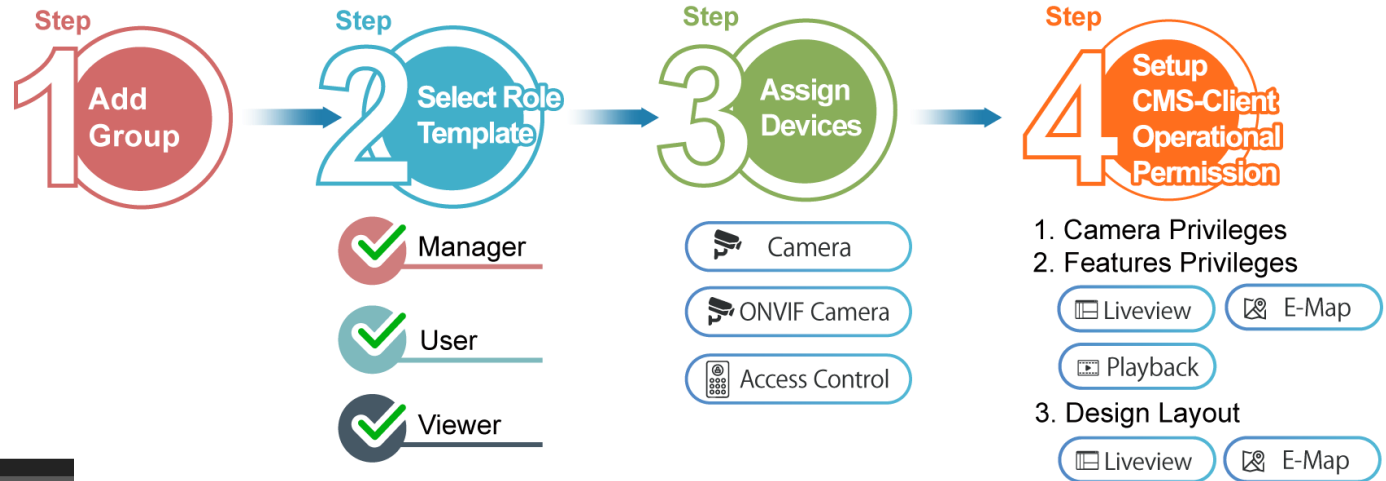 Step
1
Add
Group
Step
2
Select Role
Template
Manager
User
Viewer
Step
3
Assign
Devices
Camera
ONVIF Camera
Access Control
Step
4
Setup
CMS-Client
Operational
Permission
1. Camera Privileges
2. Features Privileges
Liveview
E-Map
Playback
3. Design Layout
Liveview
E-Map